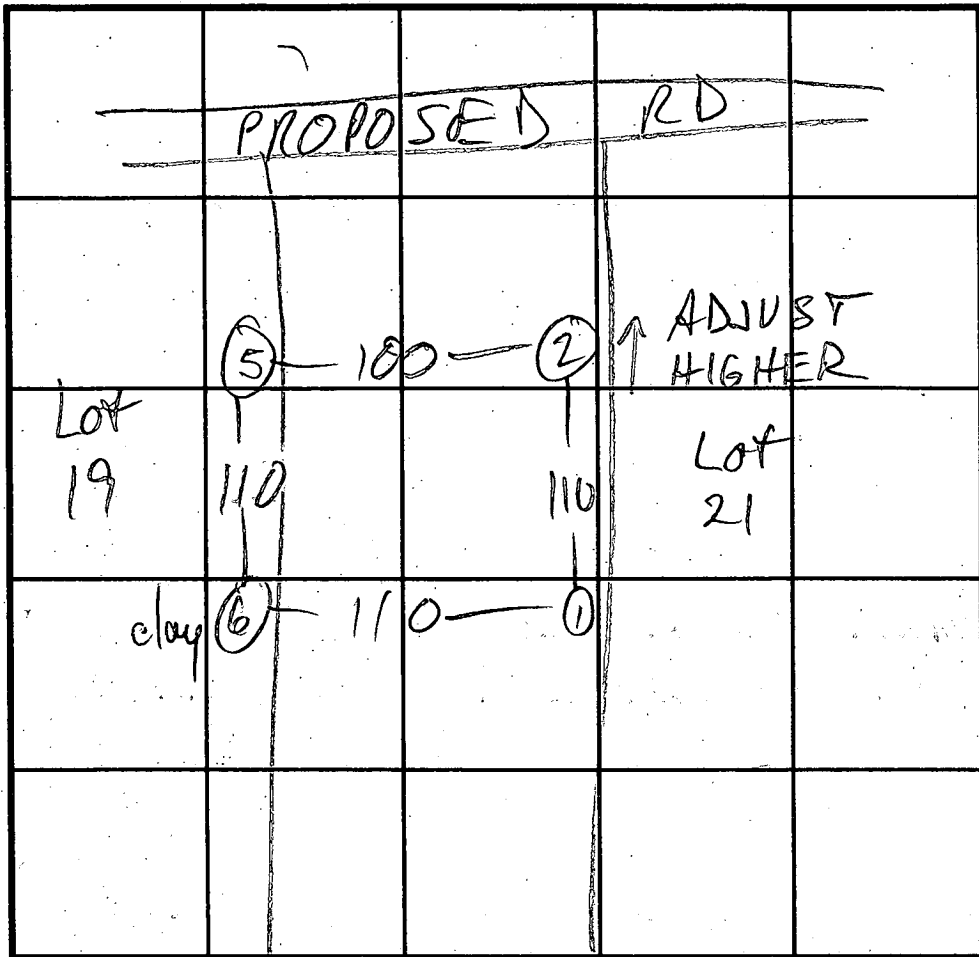 PROPOSED RD
5 100 2
ADJUST
HIGHER
Lot
19
110
110
Lot
21
clay 6 110 1